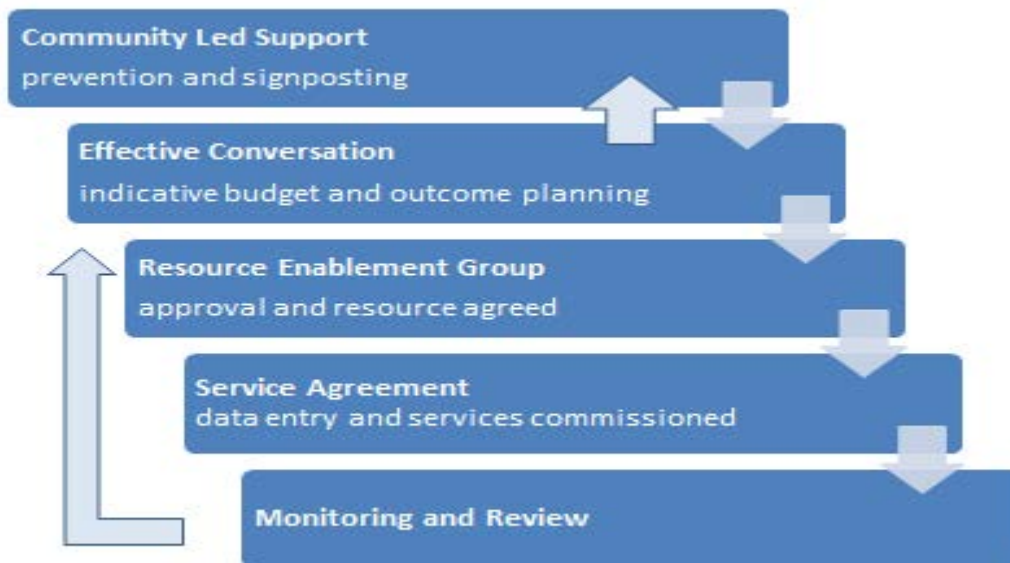 Community Led Support
prevention and signposting
Effective Conversation
indicative budget and outcome planning
Resource Enablement Group
approval and resource agreed
Service Agreement
data entry and services commissioned
Monitoring and Review